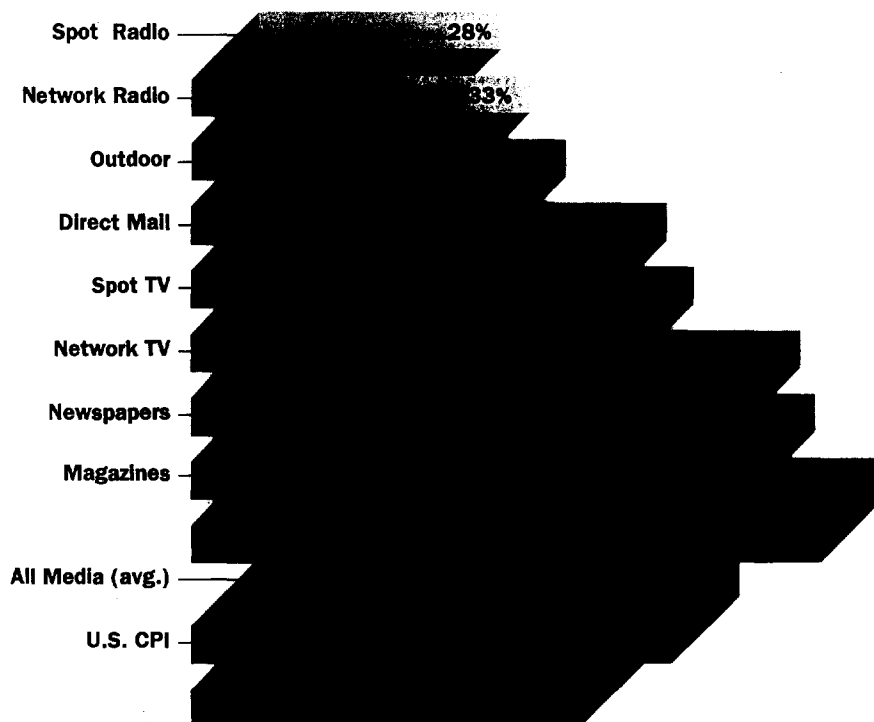 Spot Radio 28%
Network Radio 33%
Outdoor
Direct Mail
Spot TV
Network TV
Newspapers
Magazines
All Media (avg.)
U.S. CPI